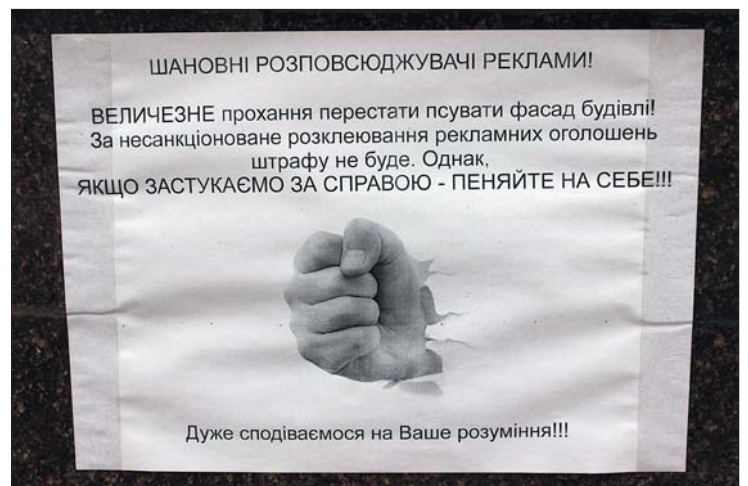 ШАНОВНІ РОЗПОВСЮДЖУВАЧІ РЕКЛАМИ!
ВЕЛИЧЕЗНЕ прохання перестати псувати фасад будівлі!
За несанкціоноване розклеювання рекламних оголошень
штрафу не буде. Однак,
ЯКЩО ЗАСТУКАЄМО ЗА СПРАВОЮ - ПЕНЯЙТЕ НА СЕБЕ!!!
Дуже сподіваємося на Ваше розуміння!!!